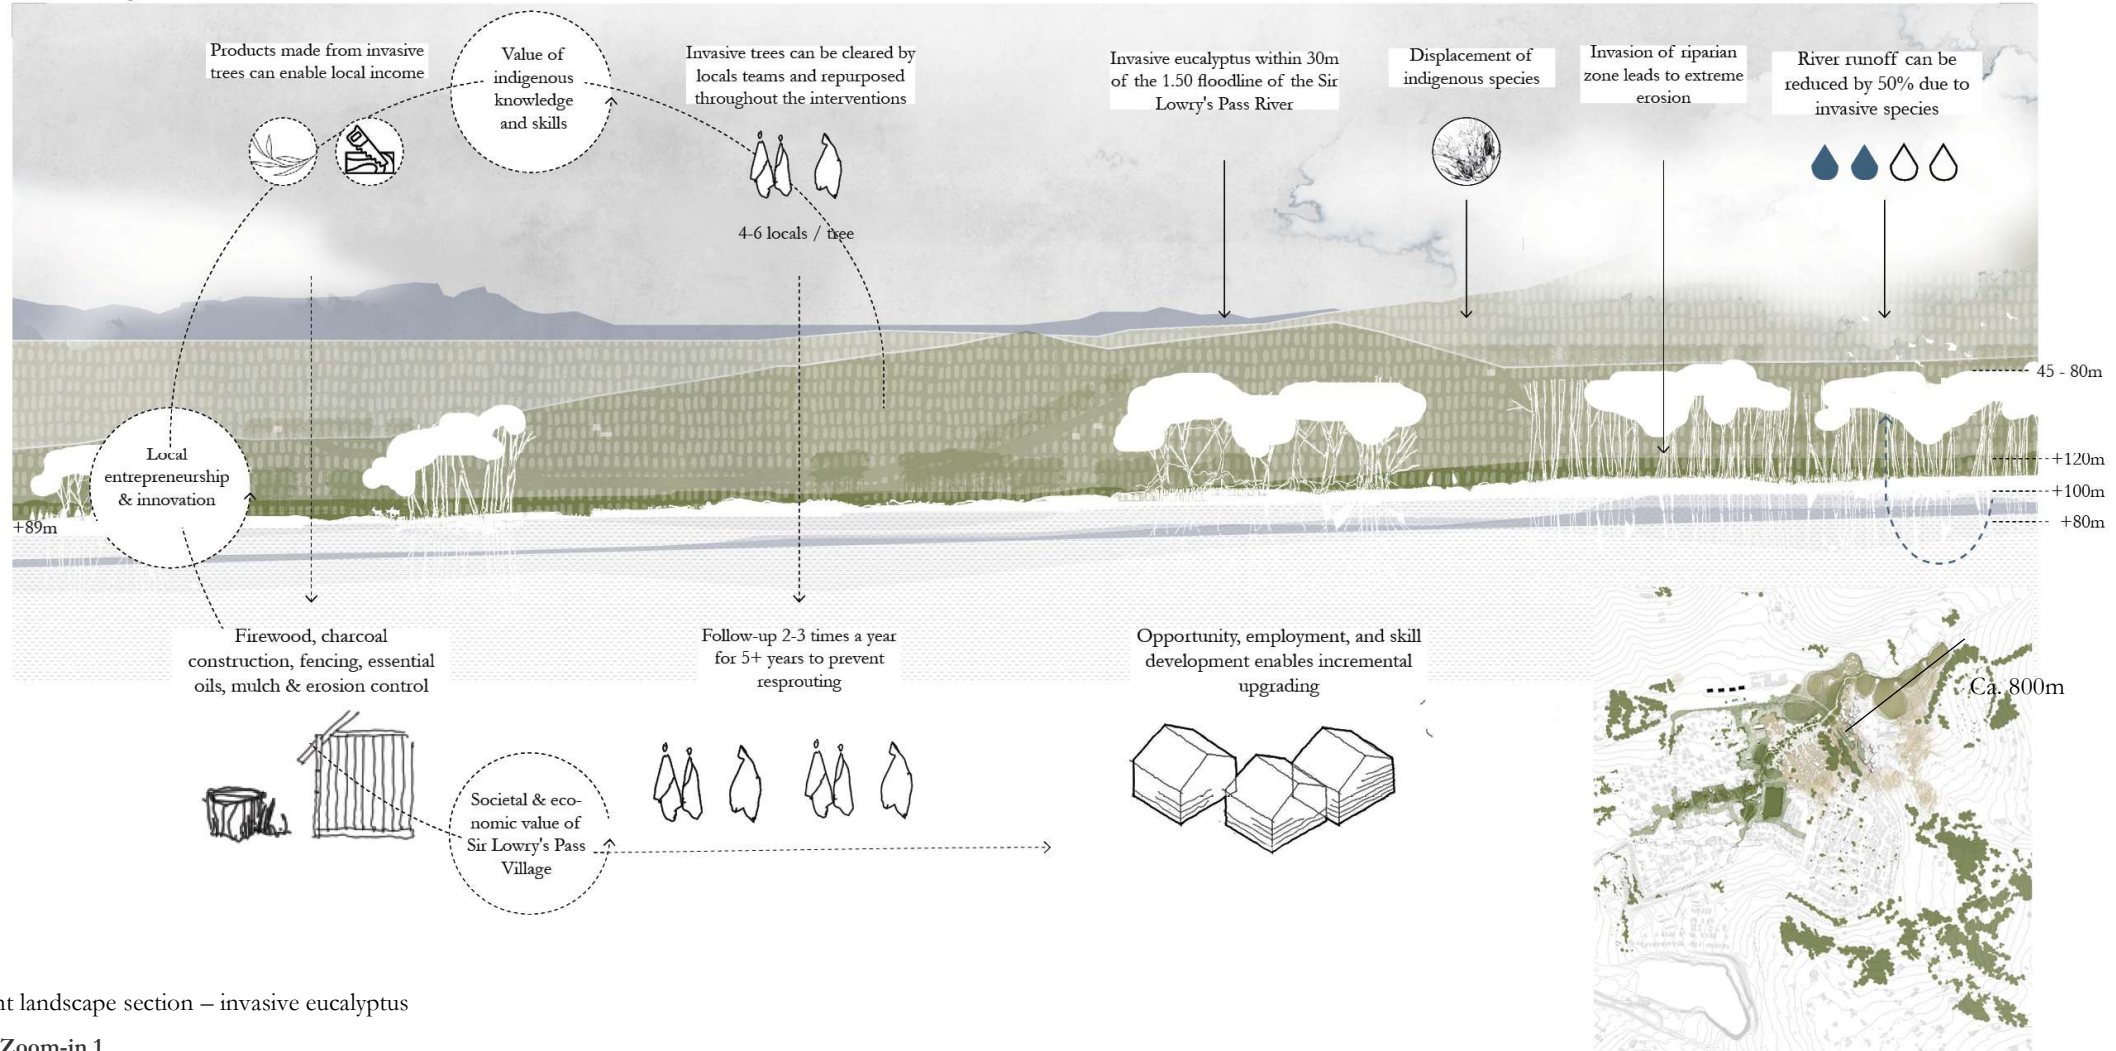 Products made from invasive
trees can enable local income
Value of
indigenous
knowledge
and skills
Invasive trees can be cleared by
locals teams and repurposed
throughout the interventions
4-6 locals / tree
Invasive eucalyptus within 30m
of the 1.50 floodline of the Sir
Lowry's Pass River
Displacement of
indigenous species
Invasion of riparian
zone leads to extreme
erosion
River runoff can be
reduced by 50% due to
invasive species
45 - 80m
+120m
+100m
+80m
Local
entrepreneurship
& innovation
+89m
Firewood, charcoal
construction, fencing, essential
oils, mulch & erosion control
Follow-up 2-3 times a year
for 5+ years to prevent
resprouting
Opportunity, employment, and skill
development enables incremental
upgrading
Ca. 800m
Societal & eco-
nomic value of
Sir Lowry's Pass
Village
landscape section – invasive eucalyptus
Zoom-in 1